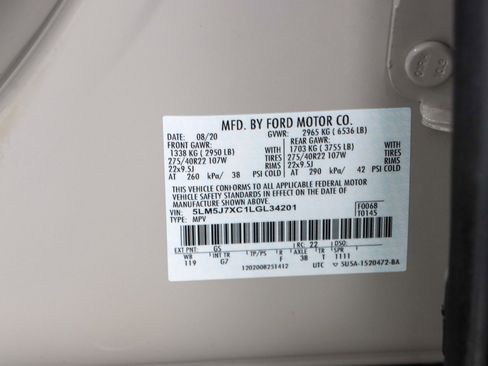 MFD. BY FORD MOTOR CO.
DATE: 08/20 GVWR: 2965 KG ( 6536 LB)
FRONT GAWR: REAR GAWR:
1338 KG ( 2950 LB) 1703 KG ( 3755 LB)
275/40R22 107W TIRES 275/40R22 107W TIRES
22x9.5J RIMS 22x9.5J RIMS
AT 260 kPa/ 38 PSI COLD AT 290 kPa/ 42 PSI COLD
THIS VEHICLE CONFORMS TO ALL APPLICABLE FEDERAL MOTOR
VEHICLE SAFETY STANDARDS IN EFFECT ON THE DATE OF
MANUFACTURE SHOWN ABOVE.
VIN: 5LM5J7XC1LGL34201 F0068
TYPE: MPV T0145
EXT PNT: G5 RC: 22 DSO:
WB INT TR TP/PS R AXLE TR SPR
119 G7 F 3B T 1111
1202008251412 UTC 5U5A-1520472-BA